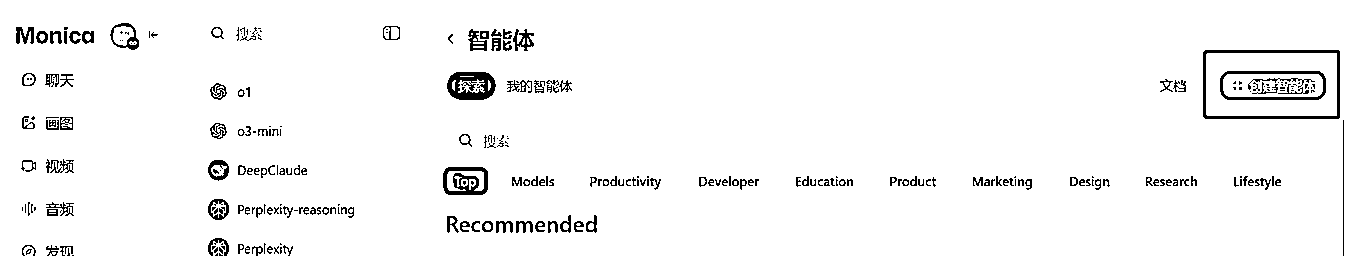 Monica
聊天
画图
视频
音频
发现
搜索
o1
o3-mini
DeepClaude
Perplexity-reasoning
Perplexity
智能体
探索 我的智能体 文档 创建智能体
搜索
Top Models Productivity Developer Education Product Marketing Design Research Lifestyle
Recommended